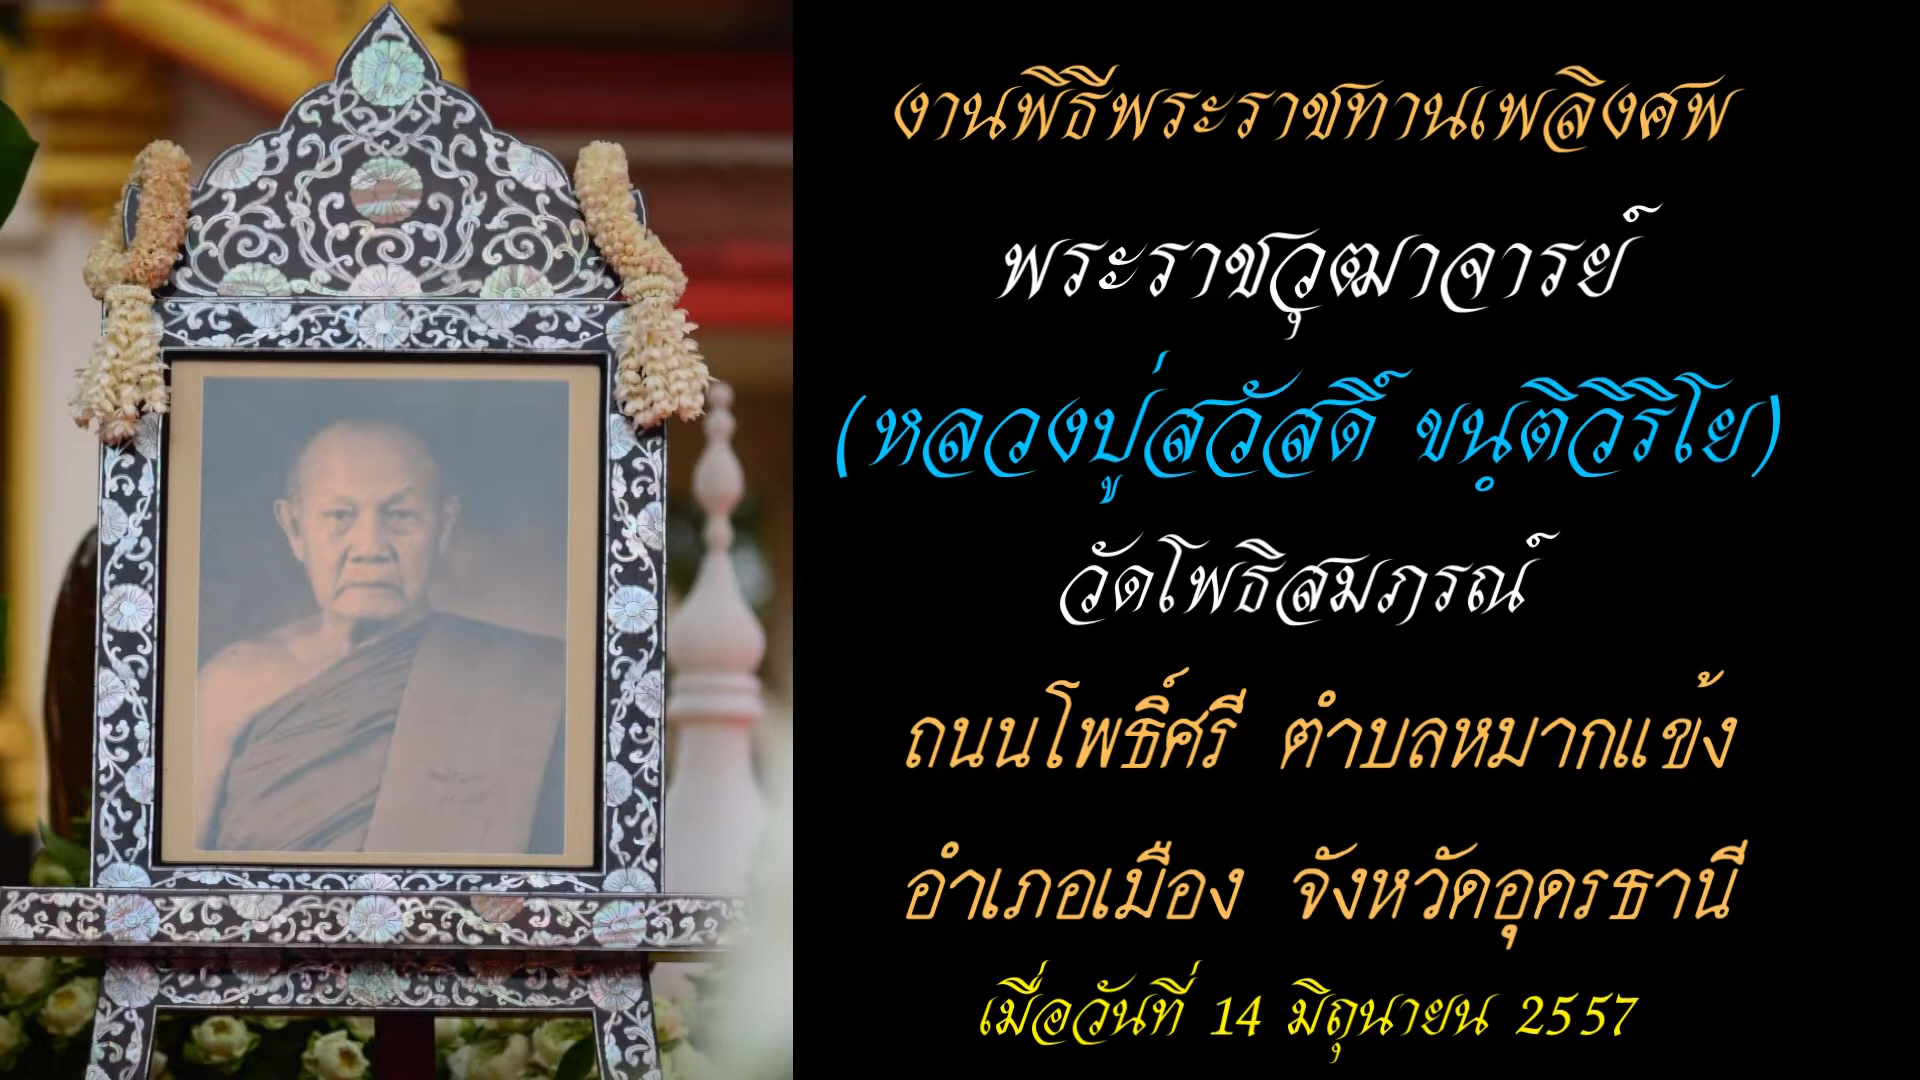 งานพิธีพระราชทานเพลิงศพ
พระราชวุฒาจารย์
(หลวงปู่สวัสดิ์ ขนฺติวิริโย)
วัดโพธิสมภรณ์
ถนนโพธิ์ศรี ตำบลหมากแข้ง
อำเภอเมือง จังหวัดอุดรธานี
เมื่อวันที่ 14 มิถุนายน 2557